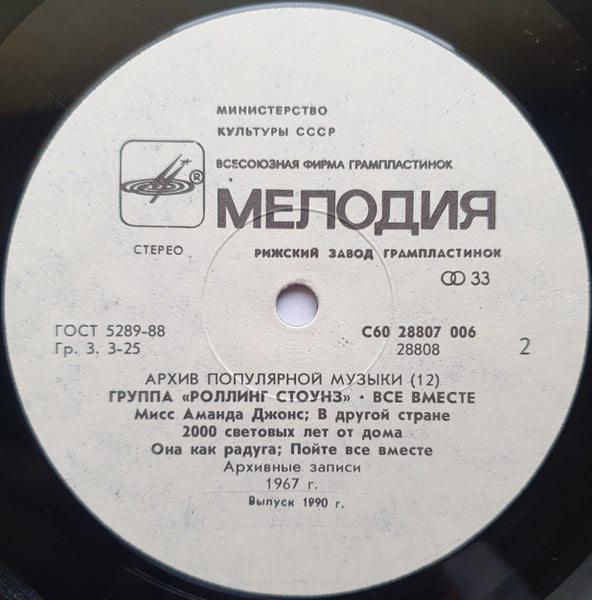 МИНИСТЕРСТВО
КУЛЬТУРЫ СССР
ВСЕСОЮЗНАЯ ФИРМА ГРАМПЛАСТИНОК
®
МЕЛОДИЯ
СТЕРЕО
РИЖСКИЙ ЗАВОД ГРАМПЛАСТИНОК
33
ГОСТ 5289-88
С60 28807 006
Гр. 3. 3-25
28808
2
АРХИВ ПОПУЛЯРНОЙ МУЗЫКИ (12)
ГРУППА «РОЛЛИНГ СТОУНЗ» · ВСЕ ВМЕСТЕ
Мисс Аманда Джонс; В другой стране
2000 световых лет от дома
Она как радуга; Пойте все вместе
Архивные записи
1967 г.
Выпуск 1990 г.